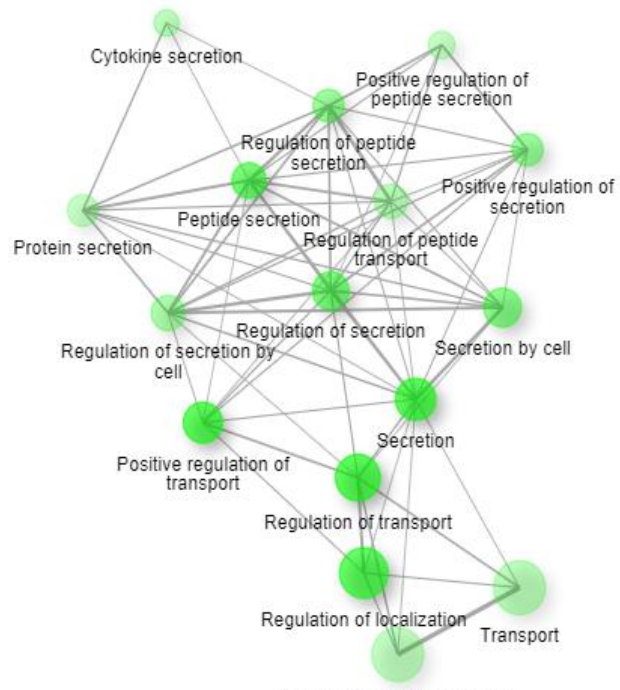 Cytokine secretion
Positive regulation of
peptide secretion
Regulation of peptide
secretion
Positive regulation of
secretion
Peptide secretion
Protein secretion
Regulation of peptide
transport
Regulation of secretion
Regulation of secretion by
cell
Secretion by cell
Secretion
Positive regulation of
transport
Regulation of transport
Regulation of localization
Transport